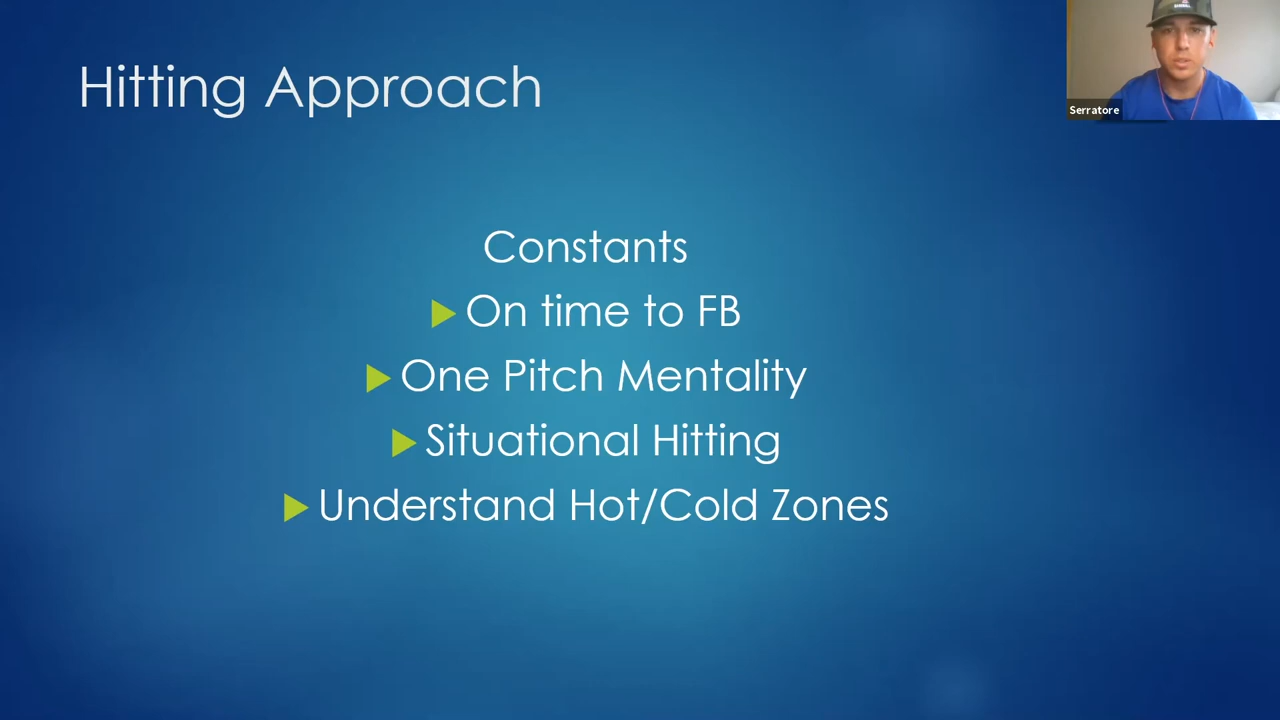 Hitting Approach
Serratore
Constants
On time to FB
One Pitch Mentality
Situational Hitting
Understand Hot/Cold Zones